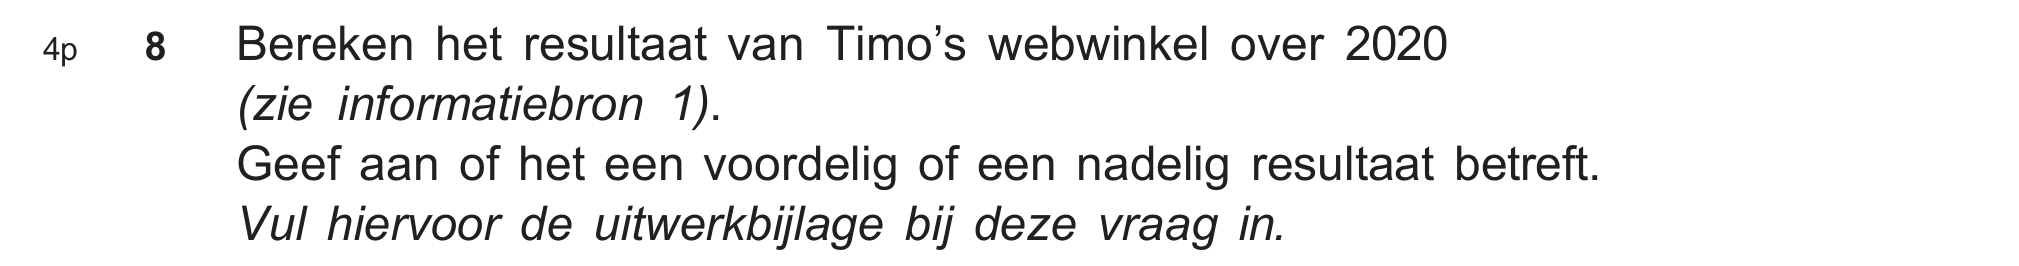 4p 8 Bereken het resultaat van Timo’s webwinkel over 2020
(zie informatiebron 1).
Geef aan of het een voordelig of een nadelig resultaat betreft.
Vul hiervoor de uitwerkbijlage bij deze vraag in.